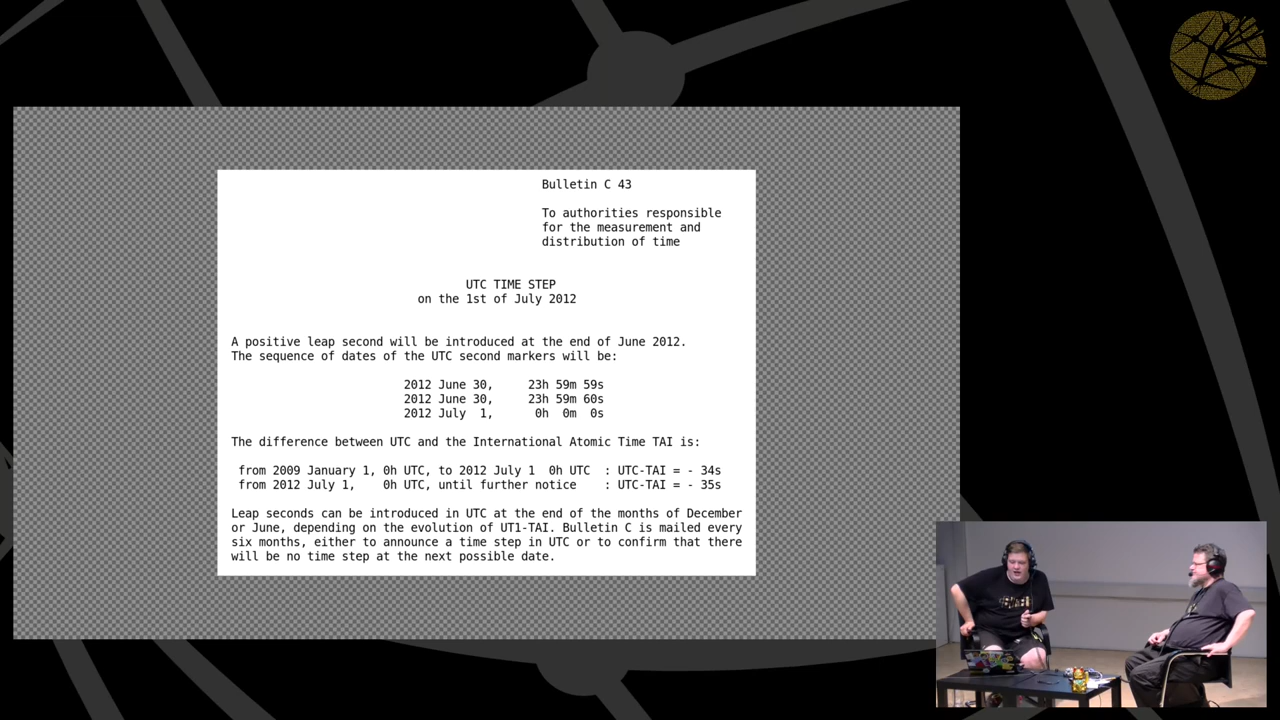 Bulletin C 43
To authorities responsible
for the measurement and
distribution of time
UTC TIME STEP
on the 1st of July 2012
A positive leap second will be introduced at the end of June 2012.
The sequence of dates of the UTC second markers will be:
2012 June 30, 23h 59m 59s
2012 June 30, 23h 59m 60s
2012 July 1, 0h 0m 0s
The difference between UTC and the International Atomic Time TAI is:
from 2009 January 1, 0h UTC, to 2012 July 1 0h UTC : UTC-TAI = - 34s
from 2012 July 1, 0h UTC, until further notice : UTC-TAI = - 35s
Leap seconds can be introduced in UTC at the end of the months of December
or June, depending on the evolution of UT1-TAI. Bulletin C is mailed every
six months, either to announce a time step in UTC or to confirm that there
will be no time step at the next possible date.